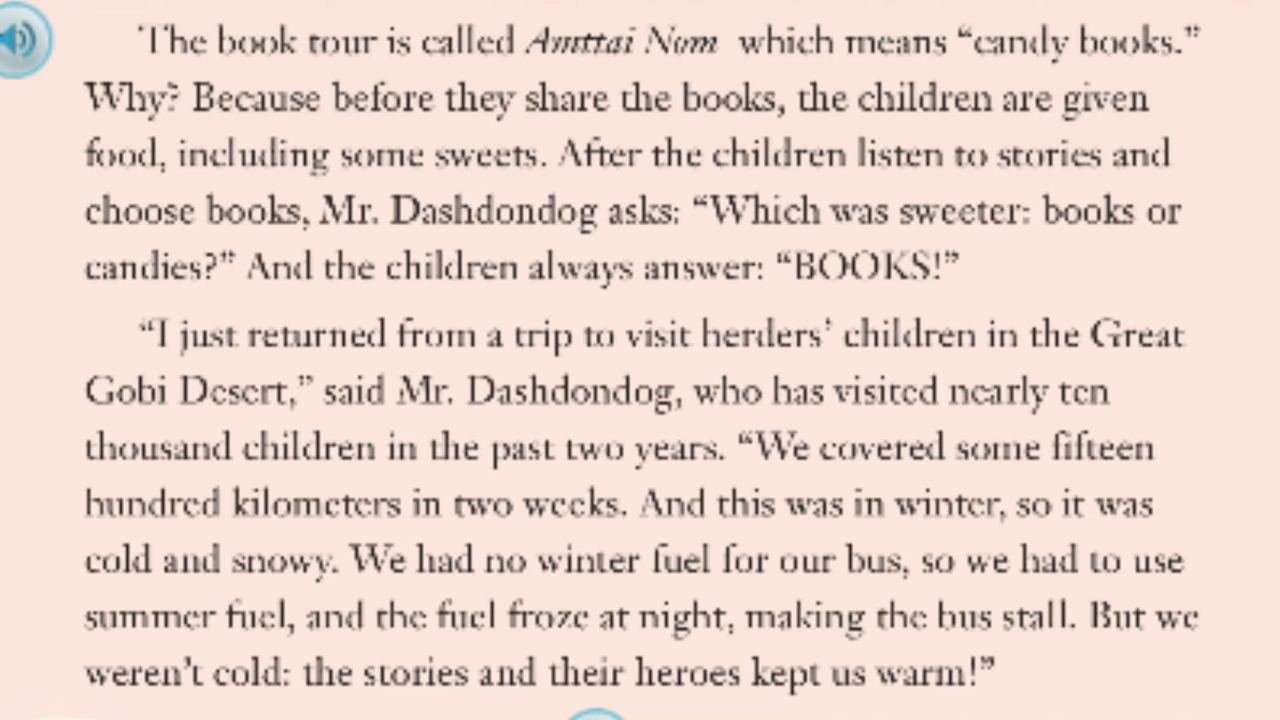 The book tour is called Amttai Nom which means “candy books.”
Why? Because before they share the books, the children are given
food, including some sweets. After the children listen to stories and
choose books, Mr. Dashdondog asks: “Which was sweeter: books or
candies?” And the children always answer: “BOOKS!”
“I just returned from a trip to visit herders’ children in the Great
Gobi Desert,” said Mr. Dashdondog, who has visited nearly ten
thousand children in the past two years. “We covered some fifteen
hundred kilometers in two weeks. And this was in winter, so it was
cold and snowy. We had no winter fuel for our bus, so we had to use
summer fuel, and the fuel froze at night, making the bus stall. But we
weren’t cold: the stories and their heroes kept us warm!”